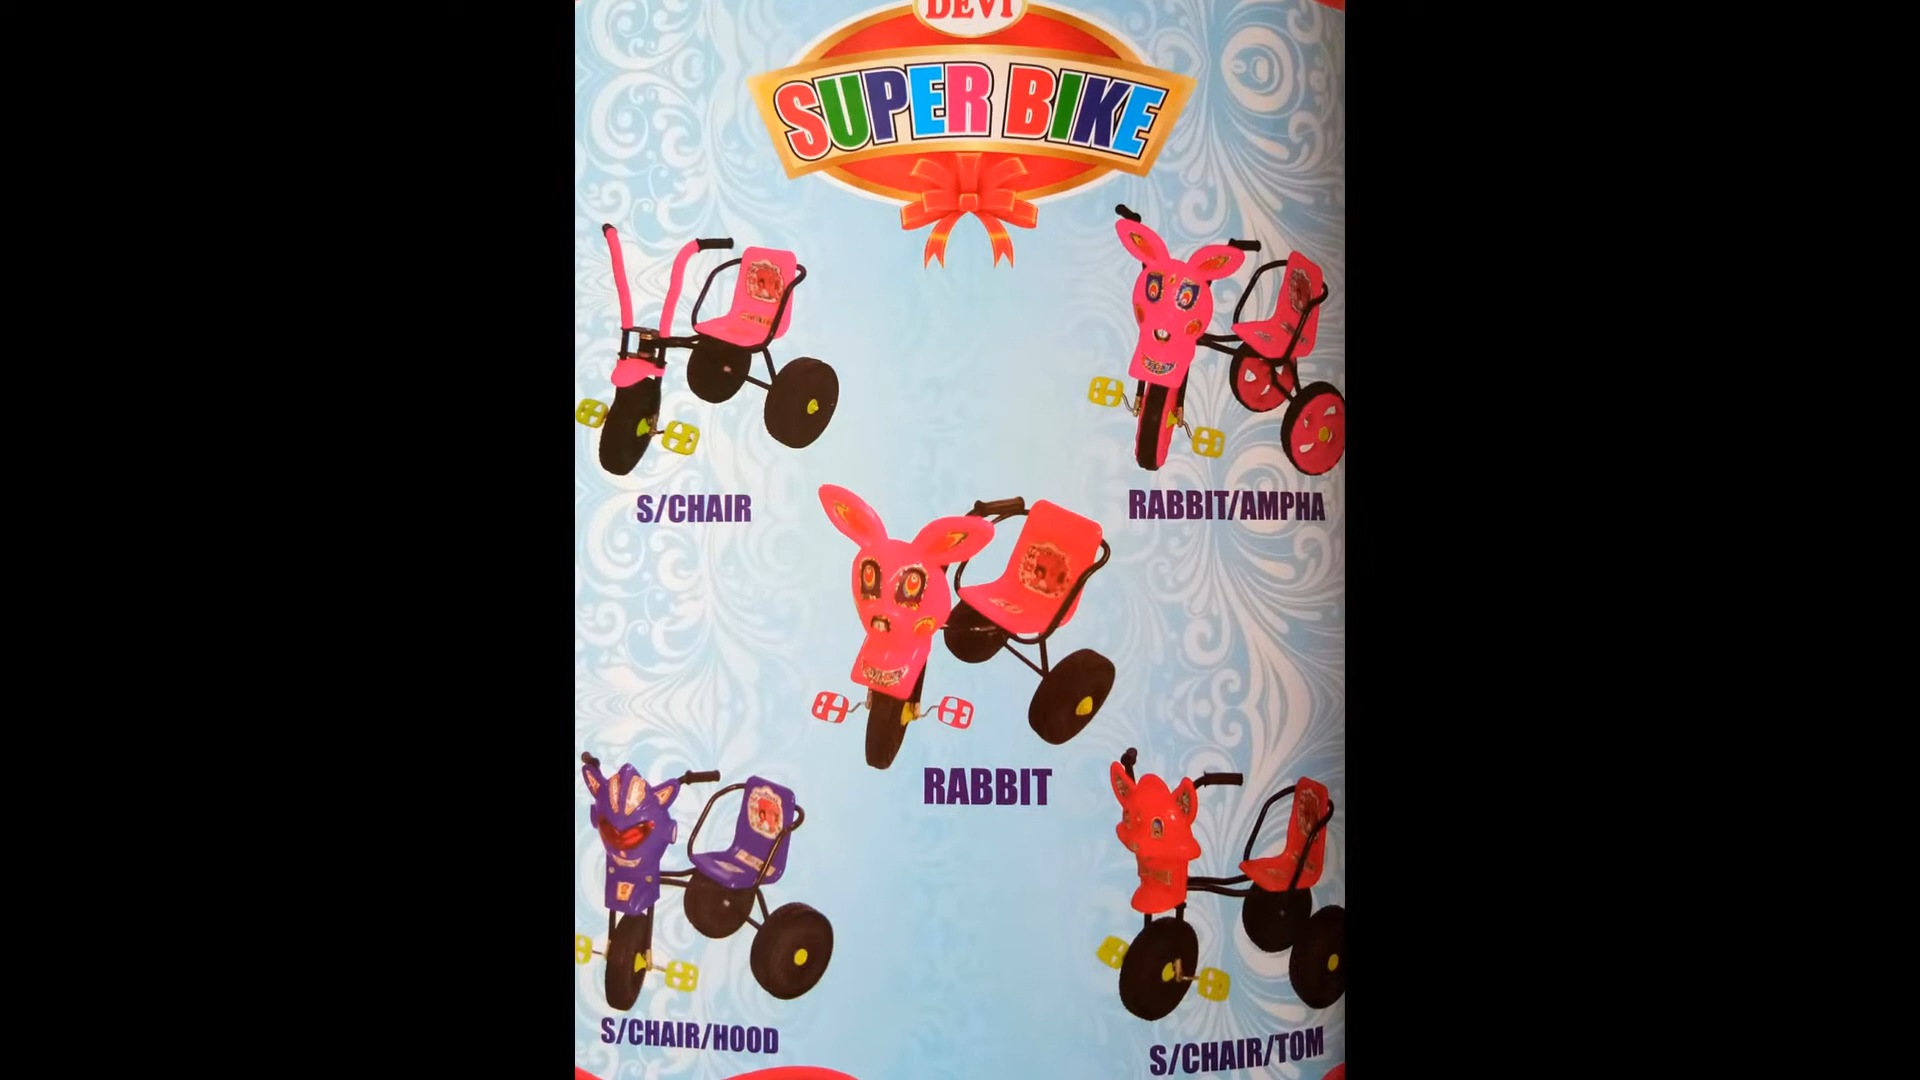 DEVI
SUPER BIKE
S/CHAIR
RABBIT/AMPHA
RABBIT
S/CHAIR/HOOD
S/CHAIR/TOM